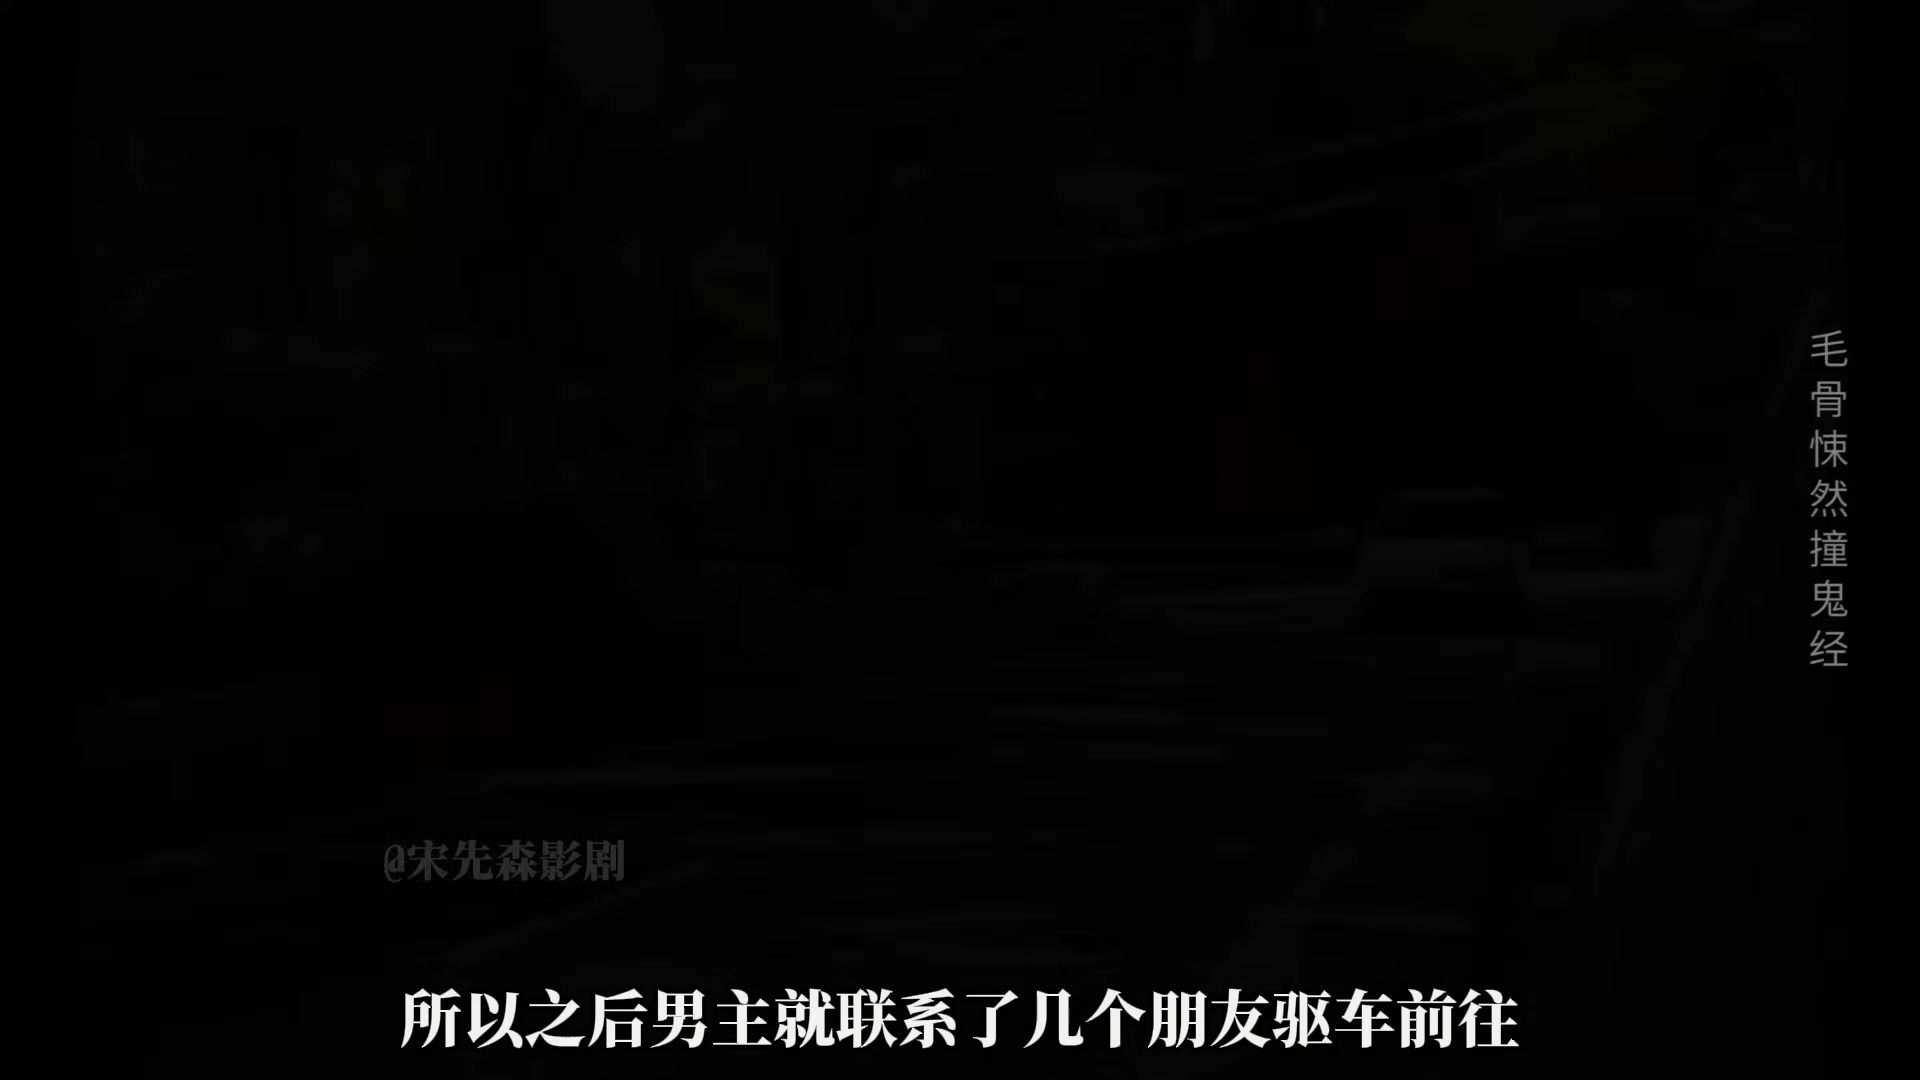 毛骨悚然撞鬼经
@宋先森影剧
所以之后男主就联系了几个朋友驱车前往